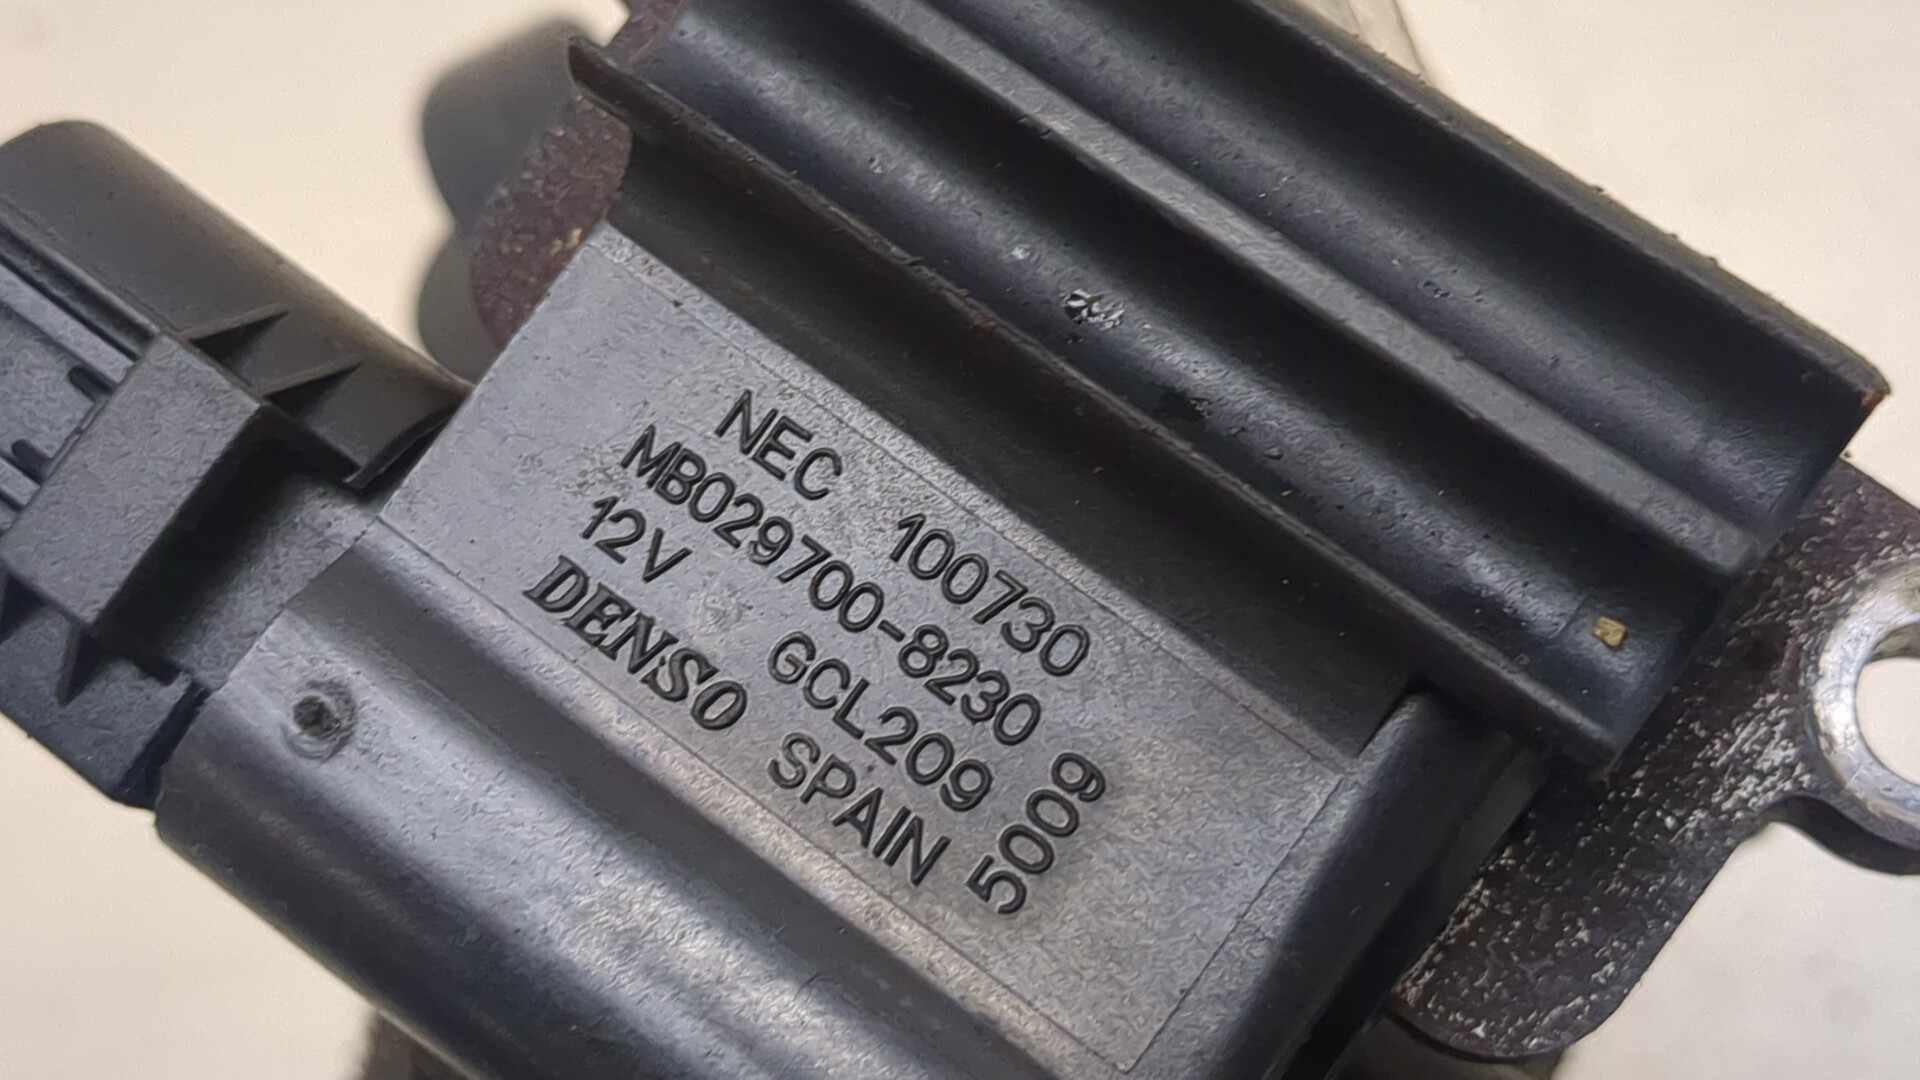 NEC 100730
MB029700-8230
12V GCL209
DENSO SPAIN
5009